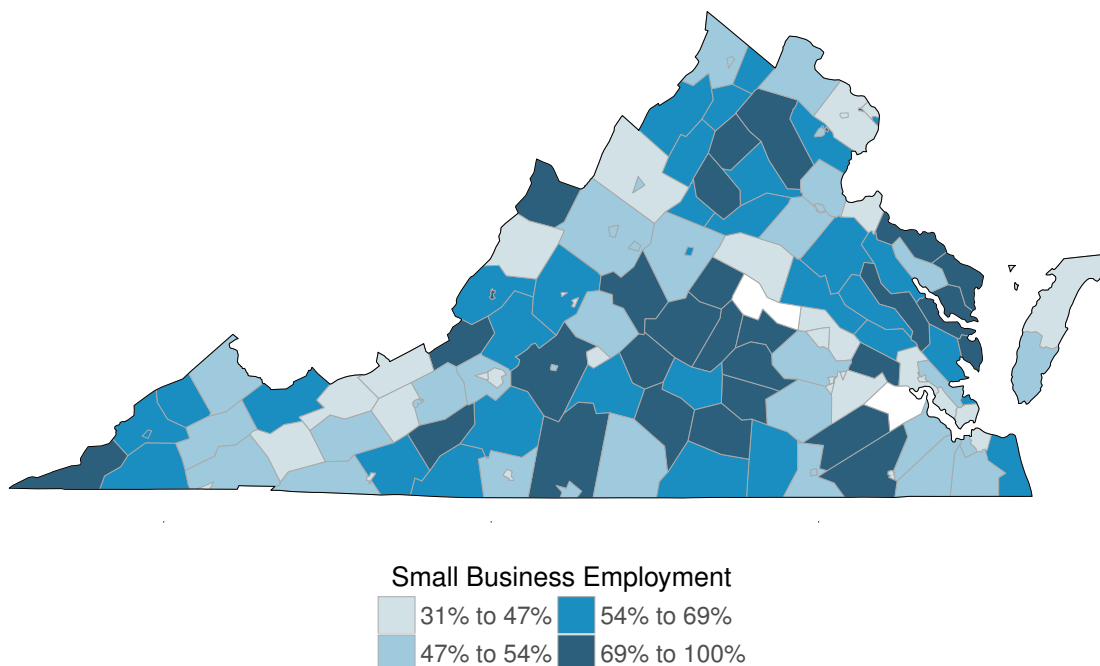 Small Business Employment
31% to 47% 54% to 69%
47% to 54% 69% to 100%